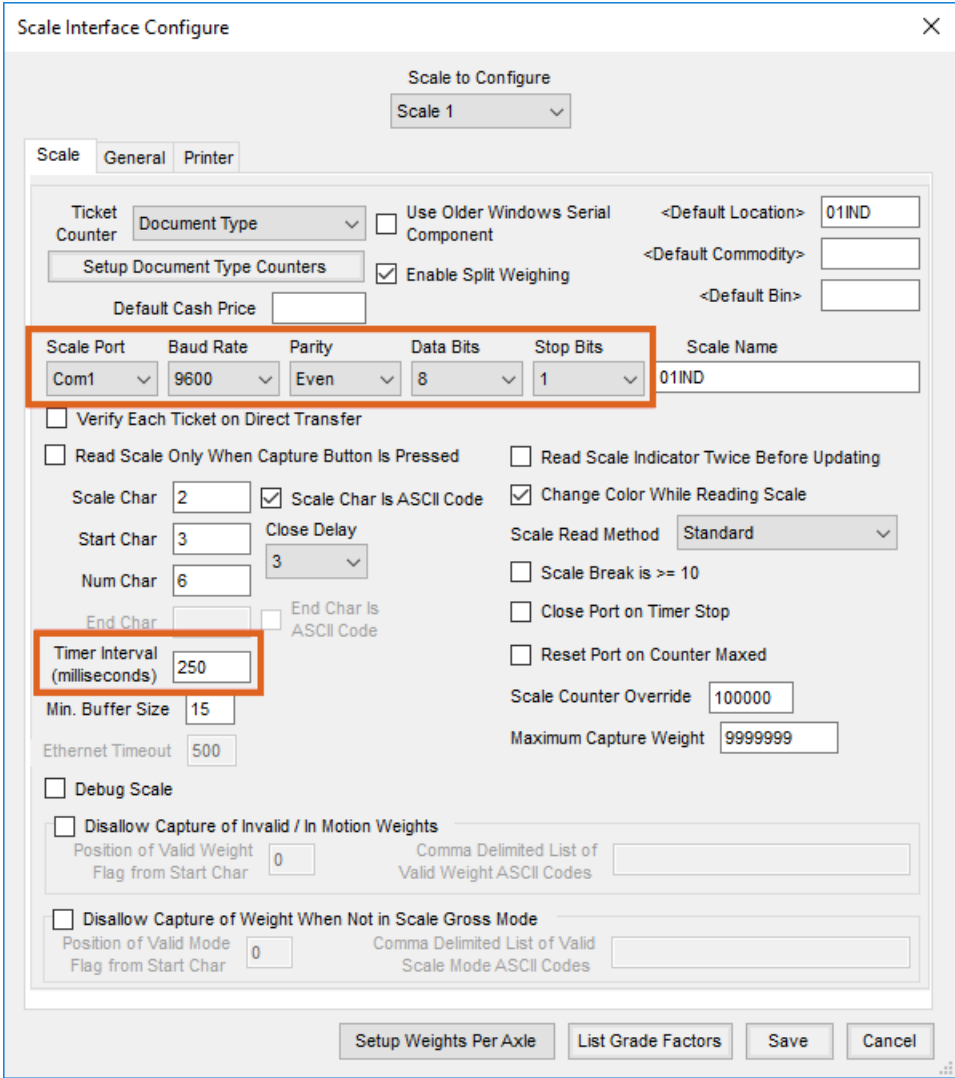 Scale Interface Configure
Scale to Configure
Scale 1
Scale General Printer
Ticket
Counter
Document Type
Use Older Windows Serial
Component
<Default Location> 01IND
Setup Document Type Counters
Enable Split Weighing
<Default Commodity>
Default Cash Price
<Default Bin>
Scale Port Baud Rate Parity Data Bits Stop Bits Scale Name
Com1 9600 Even 8 1 01IND
Verify Each Ticket on Direct Transfer
Read Scale Only When Capture Button Is Pressed
Read Scale Indicator Twice Before Updating
Scale Char 2 Scale Char Is ASCII Code
Change Color While Reading Scale
Start Char 3
Close Delay
3
Scale Read Method Standard
Num Char 6
Scale Break is >= 10
End Char
End Char Is
ASCII Code
Close Port on Timer Stop
Timer Interval
(milliseconds)
250
Reset Port on Counter Maxed
Min. Buffer Size 15
Scale Counter Override 100000
Ethernet Timeout 500
Maximum Capture Weight 9999999
Debug Scale
Disallow Capture of Invalid / In Motion Weights
Position of Valid Weight
Flag from Start Char
0
Comma Delimited List of
Valid Weight ASCII Codes
Disallow Capture of Weight When Not in Scale Gross Mode
Position of Valid Mode
Flag from Start Char
0
Comma Delimited List of Valid
Scale Mode ASCII Codes
Setup Weights Per Axle List Grade Factors Save Cancel